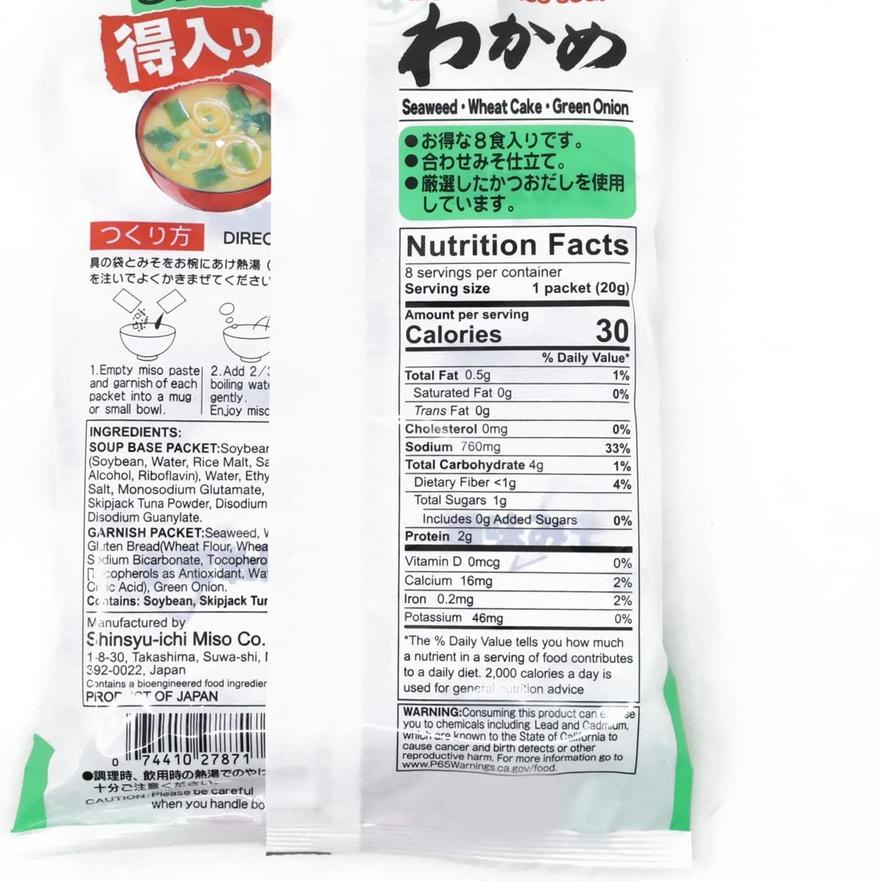 得入り
つくり方
DIREC
具の袋とみそをお椀にあけ熱湯(
を注いでよくかきまぜてください
1.Empty miso paste
and garnish of each
packet into a mug
or small bowl.
2.Add 2/3
boiling wate
gently.
Enjoy miso
INGREDIENTS:
SOUP BASE PACKET:Soybean
(Soybean, Water, Rice Malt, Sa
Alcohol, Riboflavin), Water, Ethy
Salt, Monosodium Glutamate,
Skipjack Tuna Powder, Disodium
Disodium Guanylate.
GARNISH PACKET:Seaweed, W
Gluten Bread(Wheat Flour, Whea
Sodium Bicarbonate, Tocophero
Tocopherols as Antioxidant, Wa
Citric Acid), Green Onion.
Contains: Soybean, Skipjack Tun
Manufactured by
Shinsyu-ichi Miso Co.
1-8-30, Takashima, Suwa-shi,
392-0022, Japan
Contains a bioengineered food ingredien
PRODUCT OF JAPAN
0 74410 27871
●調理時、飲用時の熱湯でのやけ
十分ご注意ください。
CAUTION:Please be careful
when you handle bo
わかめ
Seaweed・Wheat Cake・Green Onion
●お得な8食入りです。
●合わせみそ仕立て。
●厳選したかつおだしを使用
しています。
Nutrition Facts
8 servings per container
Serving size 1 packet (20g)
Amount per serving
Calories 30
% Daily Value*
Total Fat 0.5g 1%
Saturated Fat 0g 0%
Trans Fat 0g
Cholesterol 0mg 0%
Sodium 760mg 33%
Total Carbohydrate 4g 1%
Dietary Fiber <1g 4%
Total Sugars 1g
Includes 0g Added Sugars 0%
Protein 2g
Vitamin D 0mcg 0%
Calcium 16mg 2%
Iron 0.2mg 2%
Potassium 46mg 0%
*The % Daily Value tells you how much
a nutrient in a serving of food contributes
to a daily diet. 2,000 calories a day is
used for general nutrition advice
WARNING:Consuming this product can expose
you to chemicals including Lead and Cadmium,
which are known to the State of California to
cause cancer and birth defects or other
reproductive harm. For more information go to
www.P65Warnings.ca.gov/food.